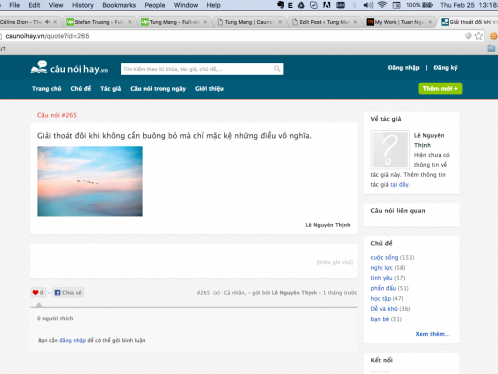 File Edit View History Bookmarks People Window Help
100% Thu Feb 25 13:18
Céline Dion - The
Stefan Truong - Full
Tung Mang - Full-s
Tung Mang | Caun
Edit Post ‹ Tung Mo
My Work | Tuan Ngu
Giải thoát đôi khi kh
caunoihay.vn/quote?id=265
/1
câu nói hay.vn
Tìm kiếm theo từ khóa, tác giả, chủ đề,...
Đăng nhập | Đăng ký
Trang chủ Chủ đề Tác giả Câu nói trong ngày Giới thiệu
Thêm mới +
Câu nói #265
Giải thoát đôi khi không cần buông bỏ mà chỉ mặc kệ những điều vô nghĩa.
Lê Nguyên Thịnh
[thêm ghi chú]
0 Chia sẻ
#265 bởi Cá nhân, – gởi bởi Lê Nguyên Thịnh – 1 tháng trước
0 người thích
Bạn cần đăng nhập để có thể gởi bình luận
Về tác giả
Lê Nguyên
Thịnh
Hiện chưa có
thông tin về
tác giả này. Thêm thông tin
tác giả tại đây.
Câu nói liên quan
Chủ đề
cuộc sống (151)
nghị lực (58)
tình yêu (57)
phấn đấu (51)
học tập (47)
Dễ và khó (36)
bạn bè (31)
Xem thêm...
Kết nối